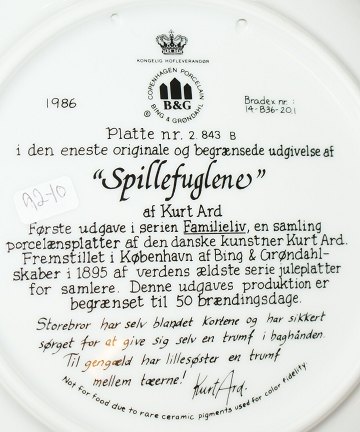 KONGELIG HOFLEVERANDØR
COPENHAGEN PORCELAIN
B&G
© BING & GRØNDAHL
1986
Bradex nr:
14-B36-20.1
Platte nr. 2 843 B
i den eneste originale og begrænsede udgivelse af
"Spillefuglene"
af Kurt Ard
A2-40
Første udgave i serien Familieliv, en samling
porcelænsplatter af den danske kunstner Kurt Ard.
Fremstillet i København af Bing & Grøndahl-
skaber i 1895 af verdens ældste serie juleplatter
for samlere. Denne udgaves produktion er
begrænset til 50 brændingsdage.
Storebror har selv blandet kortene og har sikkert
sørget for at give sig selv en trumf i baghånden.
Til gengæld har lillesøster en trumf
mellem tæerne!
Kurt Ard.
Not for food due to rare ceramic pigments used for color fidelity.